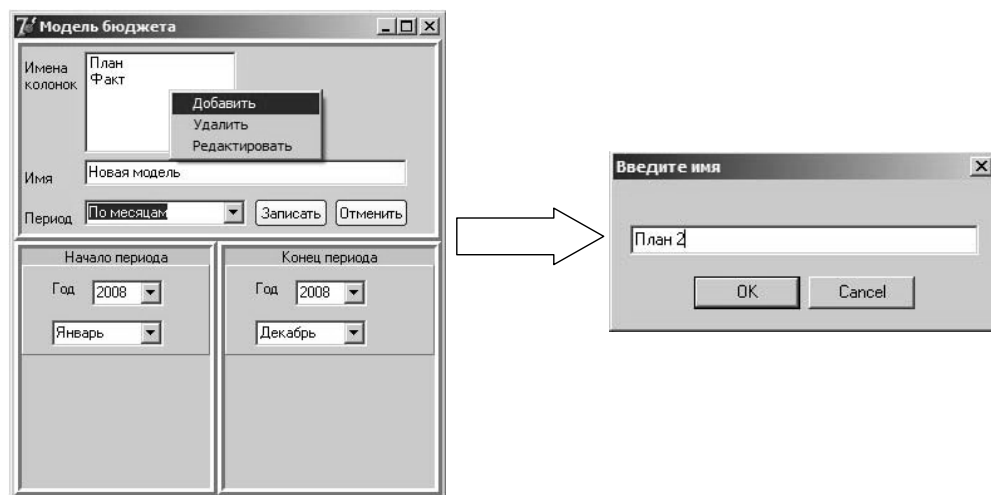 Модель бюджета
Имена
колонок
План
Факт
Добавить
Удалить
Редактировать
Имя
Новая модель
Период
По месяцам
Записать
Отменить
Начало периода
Год
2008
Январь
Конец периода
Год
2008
Декабрь
Введите имя
План 2
OK
Cancel